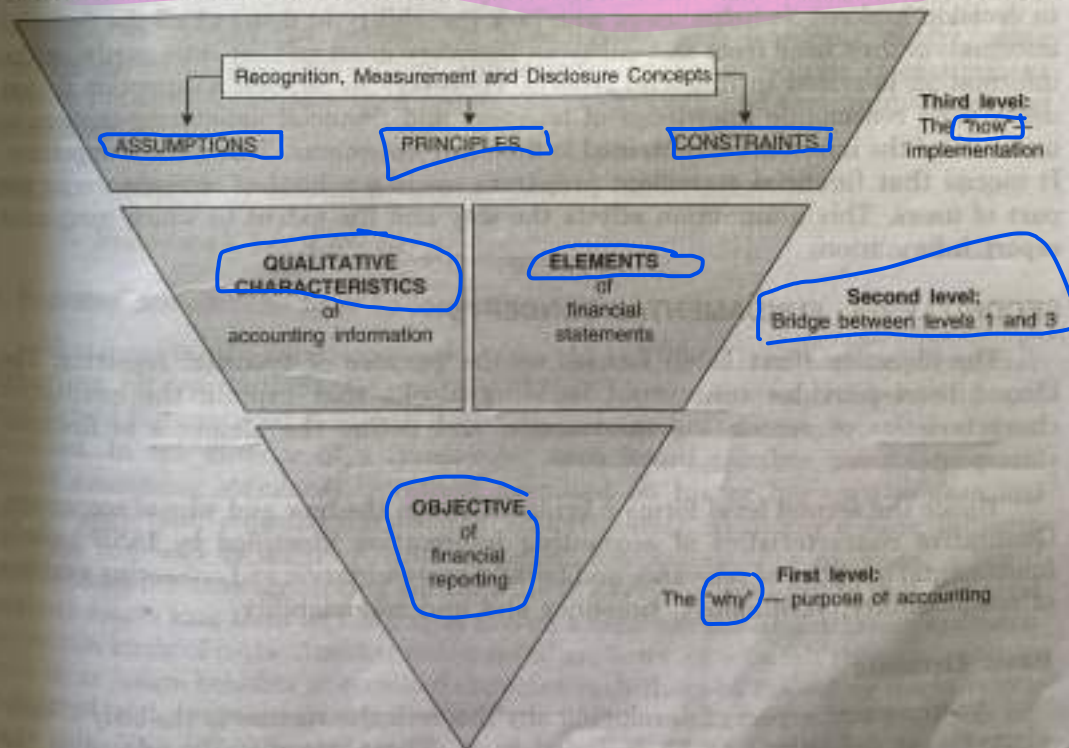 Recognition, Measurement and Disclosure Concepts
ASSUMPTIONS
PRINCIPLES
CONSTRAINTS
Third level:
The "how"—
implementation
QUALITATIVE
CHARACTERISTICS
of
accounting information
ELEMENTS
of
financial
statements
Second level:
Bridge between levels 1 and 3
OBJECTIVE
of
financial
reporting
First level:
The "why" — purpose of accounting